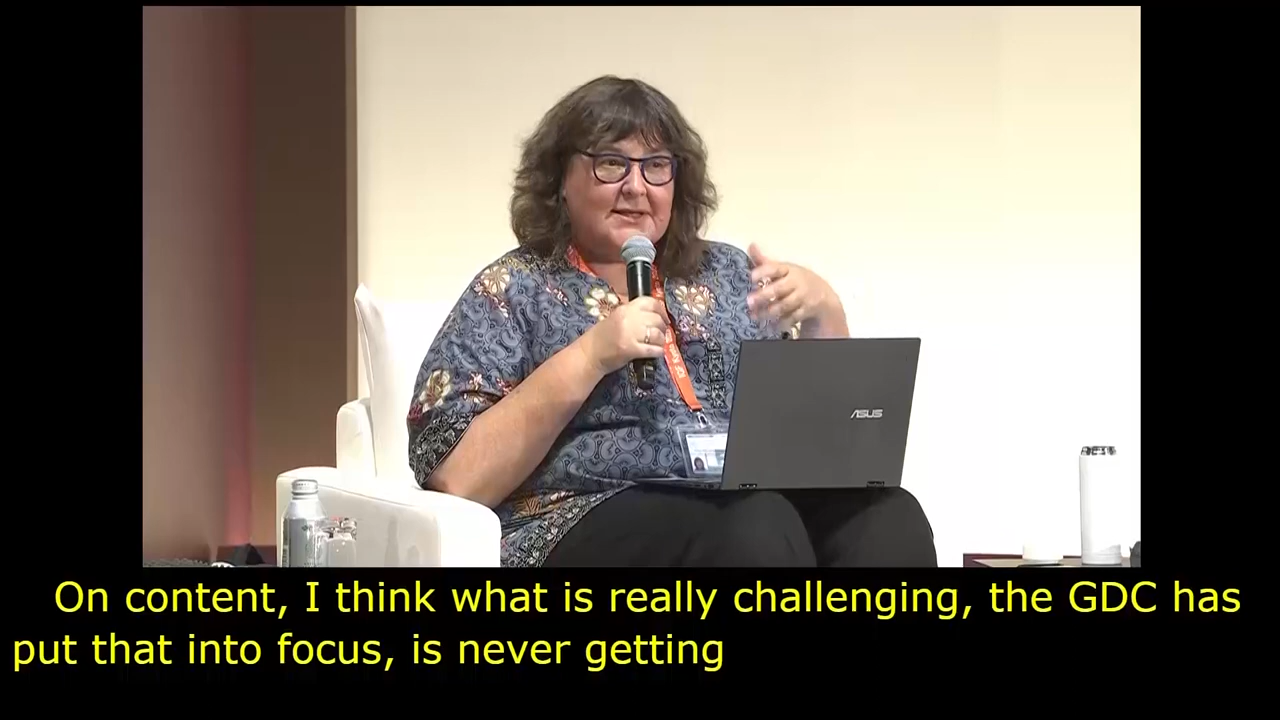 ASUS
On content, I think what is really challenging, the GDC has
put that into focus, is never getting